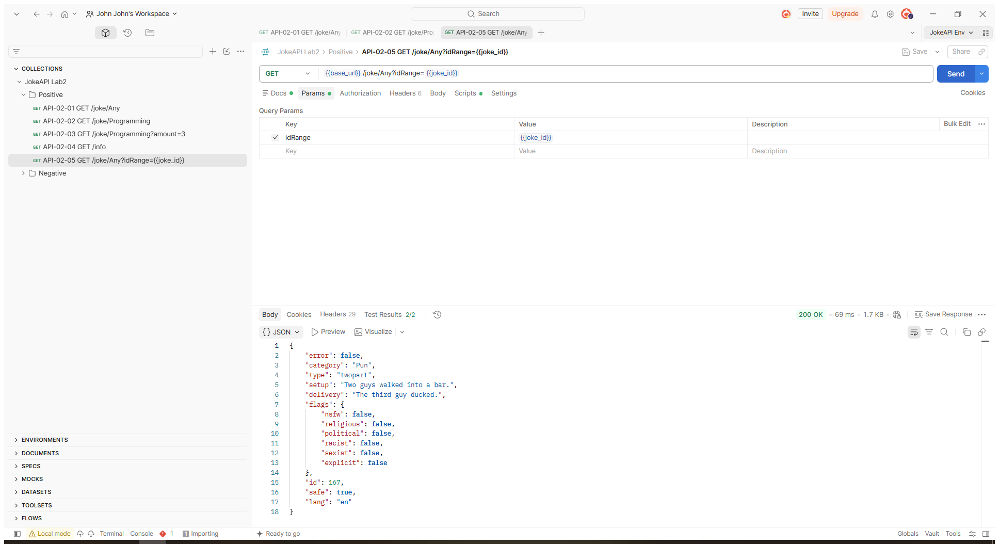 John John's Workspace
Search
Invite
Upgrade
GET API-02-01 GET /joke/Any
GET API-02-02 GET /joke/Pro
GET API-02-05 GET /joke/Any
JokeAPI Env
HTTP JokeAPI Lab2 > Positive > API-02-05 GET /joke/Any?idRange={{joke_id}}
Save
Share
COLLECTIONS
JokeAPI Lab2
Positive
GET API-02-01 GET /joke/Any
GET API-02-02 GET /joke/Programming
GET API-02-03 GET /joke/Programming?amount=3
GET API-02-04 GET /info
GET API-02-05 GET /joke/Any?idRange={{joke_id}}
Negative
ENVIRONMENTS
DOCUMENTS
SPECS
MOCKS
DATASETS
TOOLSETS
FLOWS
GET {{base_url}} /joke/Any?idRange= {{joke_id}}
Send
Docs Params Authorization Headers 6 Body Scripts Settings
Cookies
Query Params
Key Value Description Bulk Edit
idRange {{joke_id}}
Key Value Description
Body Cookies Headers 29 Test Results 2/2
200 OK 69 ms 1.7 KB e.g. Save Response
{} JSON Preview Visualize
1 {
2 "error": false,
3 "category": "Pun",
4 "type": "twopart",
5 "setup": "Two guys walked into a bar.",
6 "delivery": "The third guy ducked.",
7 "flags": {
8 "nsfw": false,
9 "religious": false,
10 "political": false,
11 "racist": false,
12 "sexist": false,
13 "explicit": false
14 },
15 "id": 167,
16 "safe": true,
17 "lang": "en"
18 }
Local mode Terminal Console 1 1 Importing
Ready to go
Globals Vault Tools